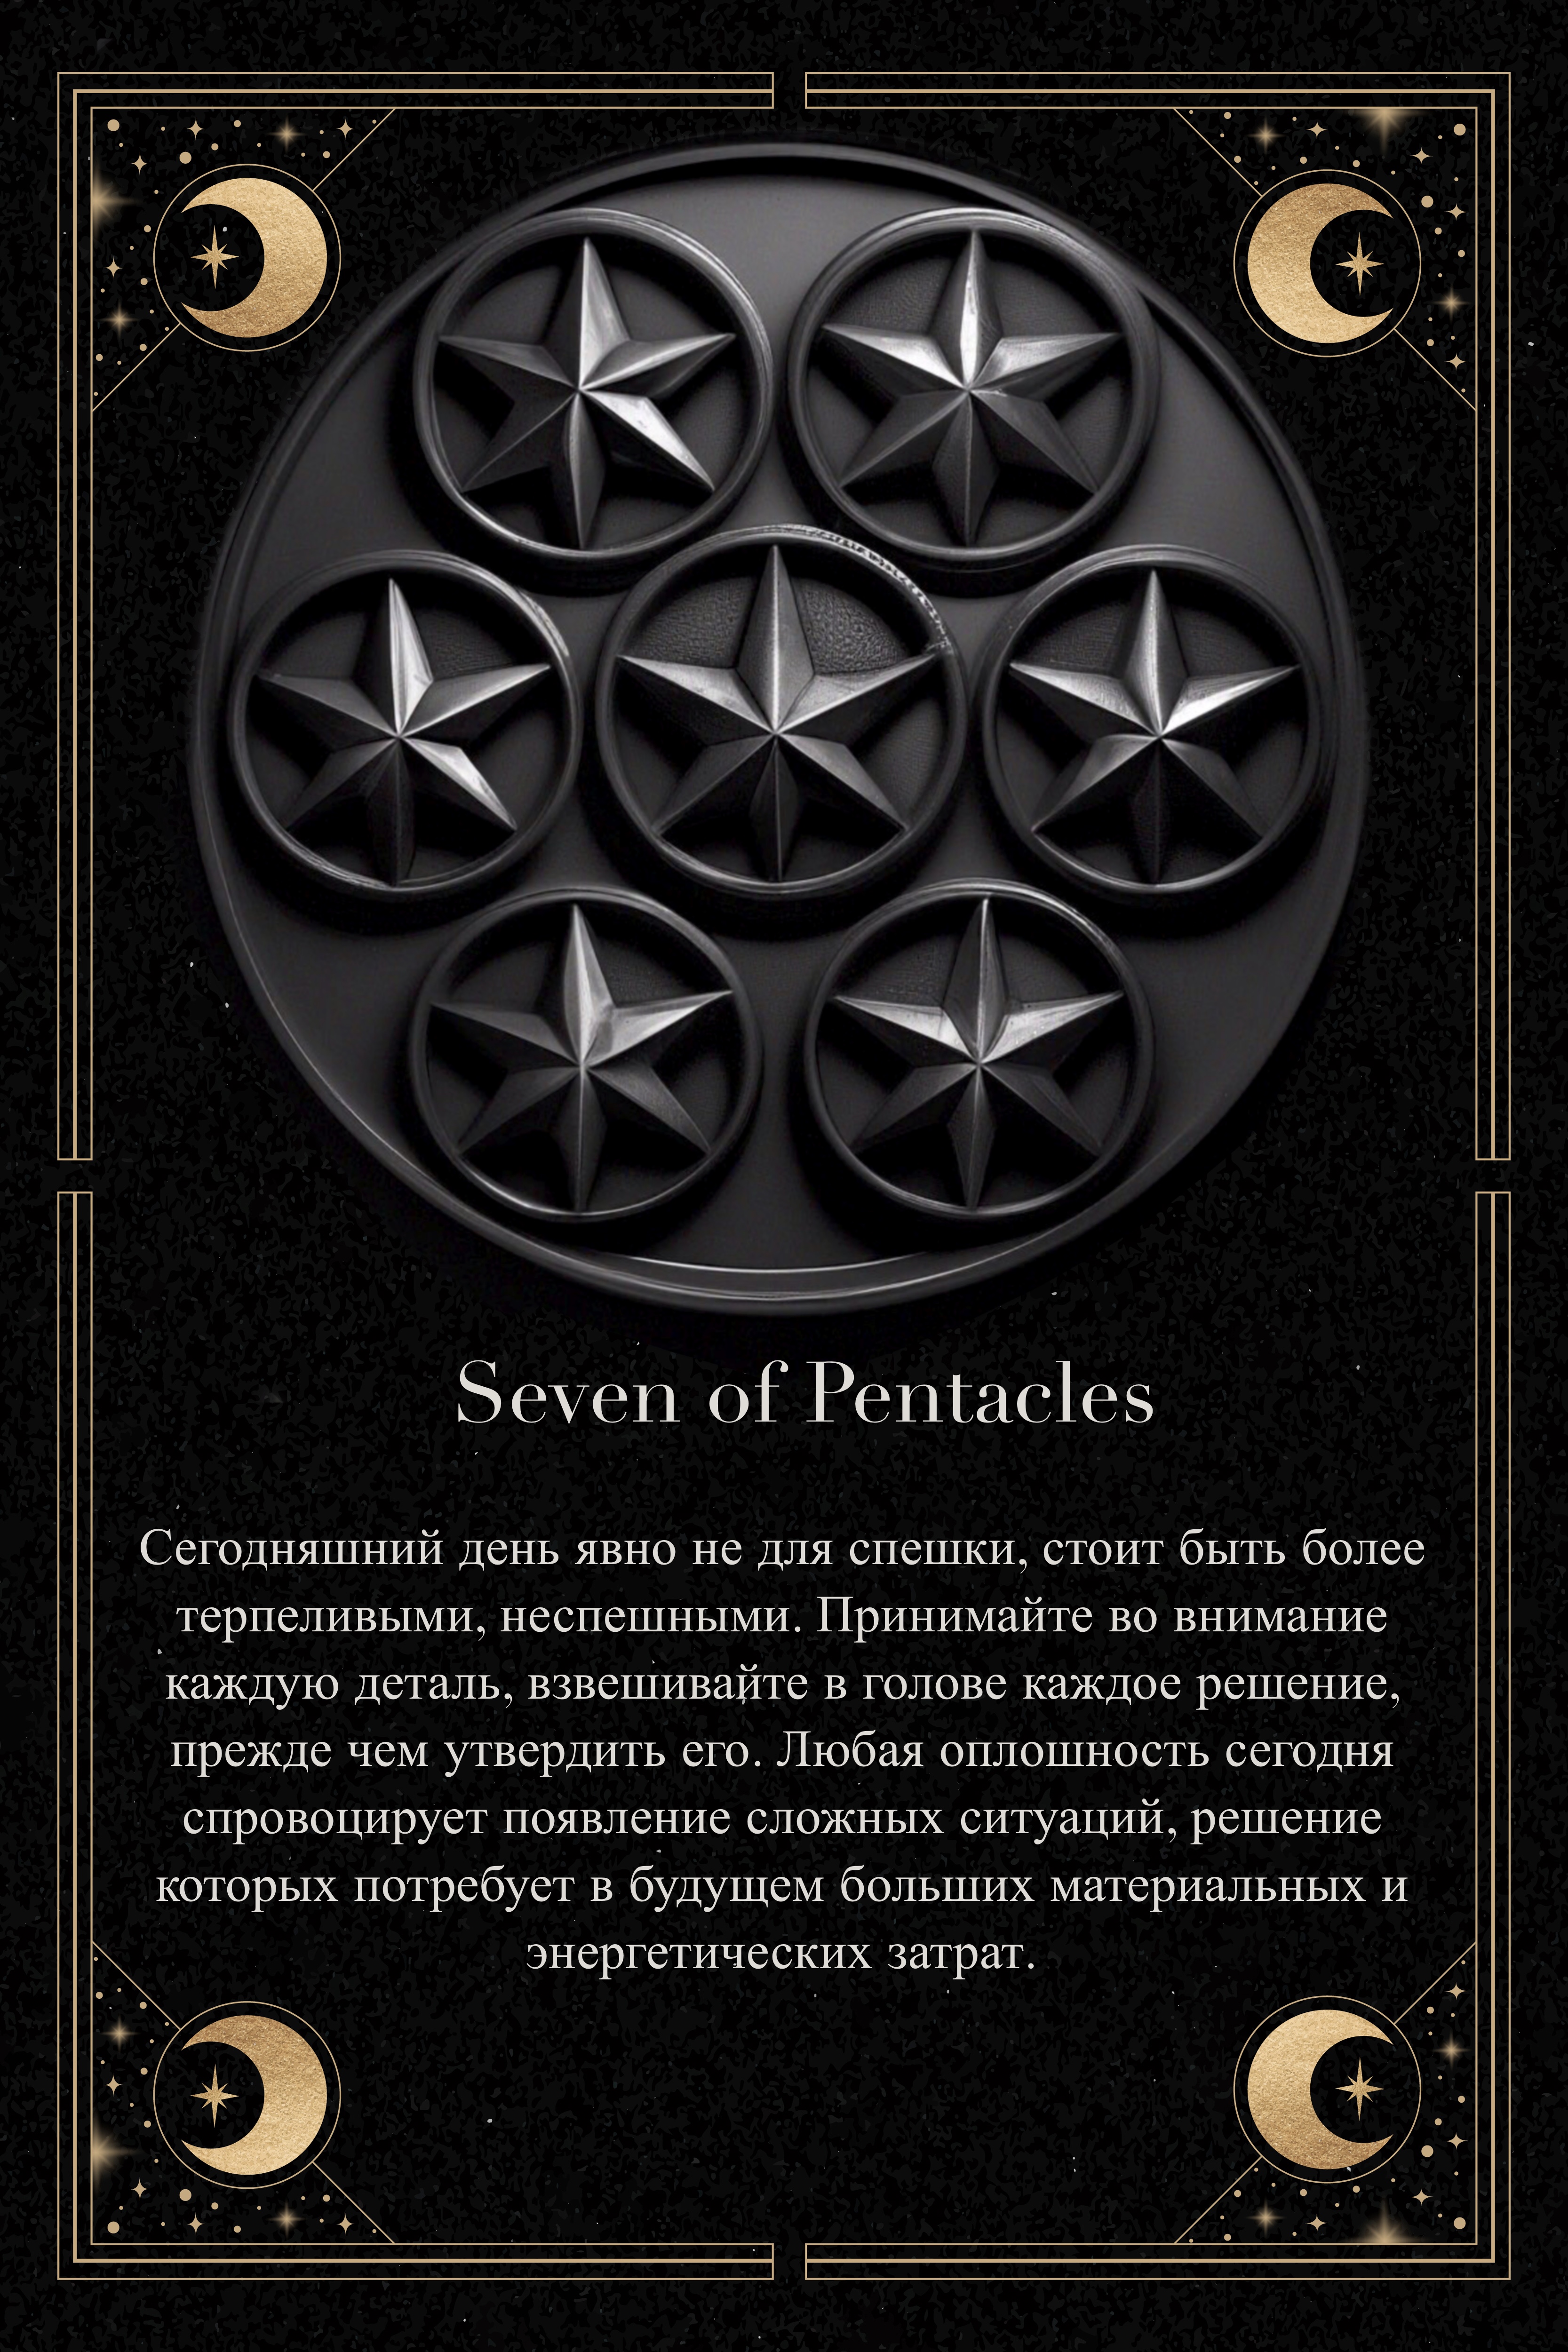 Seven of Pentacles
Сегодняшний день явно не для спешки, стоит быть более
терпеливыми, неспешными. Принимайте во внимание
каждую деталь, взвешивайте в голове каждое решение,
прежде чем утвердить его. Любая оплошность сегодня
спровоцирует появление сложных ситуаций, решение
которых потребует в будущем больших материальных и
энергетических затрат.